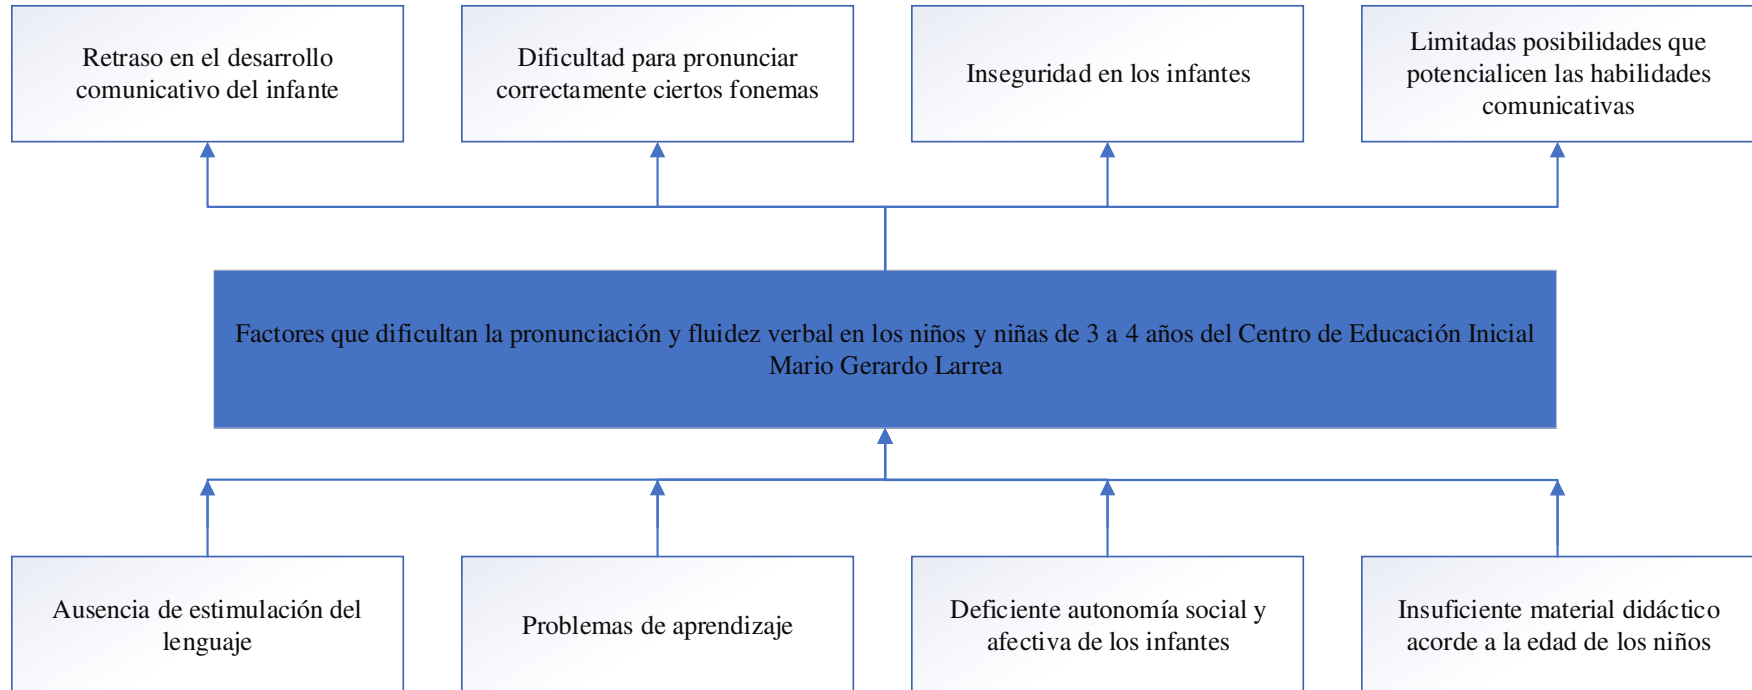 Retraso en el desarrollo
comunicativo del infante
Dificultad para pronunciar
correctamente ciertos fonemas
Inseguridad en los infantes
Limitadas posibilidades que
potencialicen las habilidades
comunicativas
Factores que dificultan la pronunciación y fluidez verbal en los niños y niñas de 3 a 4 años del Centro de Educación Inicial
Mario Gerardo Larrea
Ausencia de estimulación del
lenguaje
Problemas de aprendizaje
Deficiente autonomía social y
afectiva de los infantes
Insuficiente material didáctico
acorde a la edad de los niños